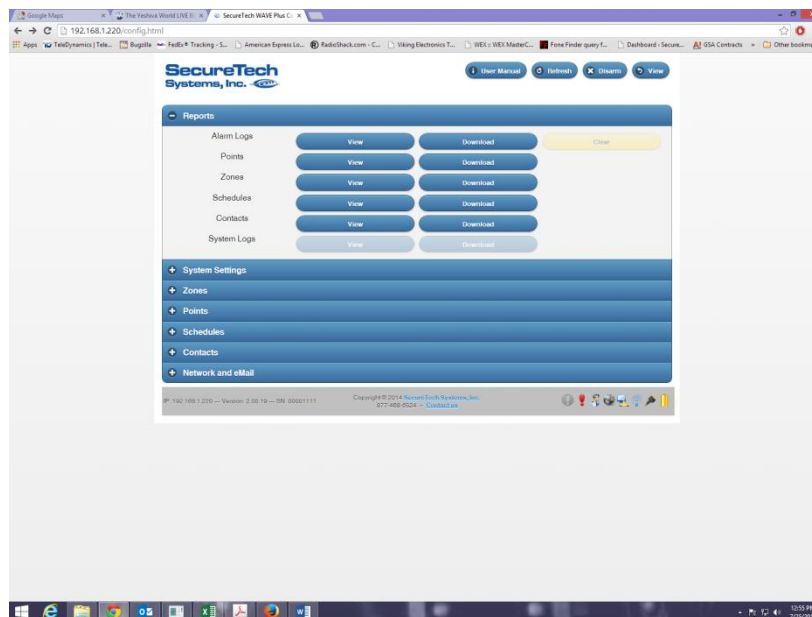 Google Maps
The Yeshiva World LIVE
SecureTech WAVE Plus C
192.168.1.220/config.html
Apps
TeleDynamics | Tele...
Bugzilla
FedEx® Tracking - S...
American Express Lo...
RadioShack.com - C...
Viking Electronics T...
WEX :: WEX MasterC...
Fone Finder query f...
Dashboard - Secure...
GSA Contracts
»
Other bookma
SecureTech
Systems, Inc.
User Manual
Refresh
Disarm
View
Reports
Alarm Logs View Download Clear
Points View Download
Zones View Download
Schedules View Download
Contacts View Download
System Logs View Download
System Settings
Zones
Points
Schedules
Contacts
Network and eMail
IP 192.168.1.220 — Version 2.00.19 — SN 00001111
Copyright © 2014 SecureTech Systems, Inc.
Contact us
12:55 PM